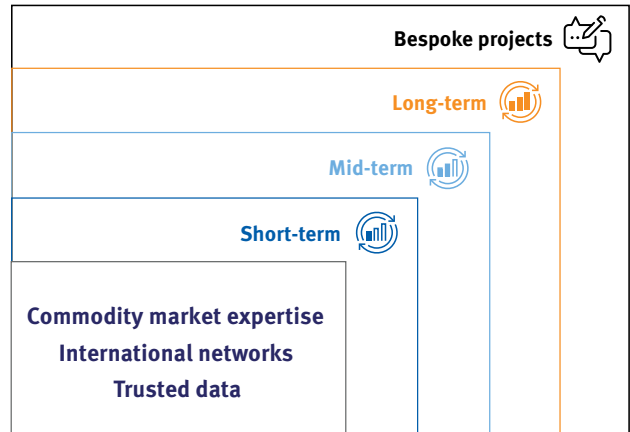 Bespoke projects
Long-term
Mid-term
Short-term
Commodity market expertise
International networks
Trusted data